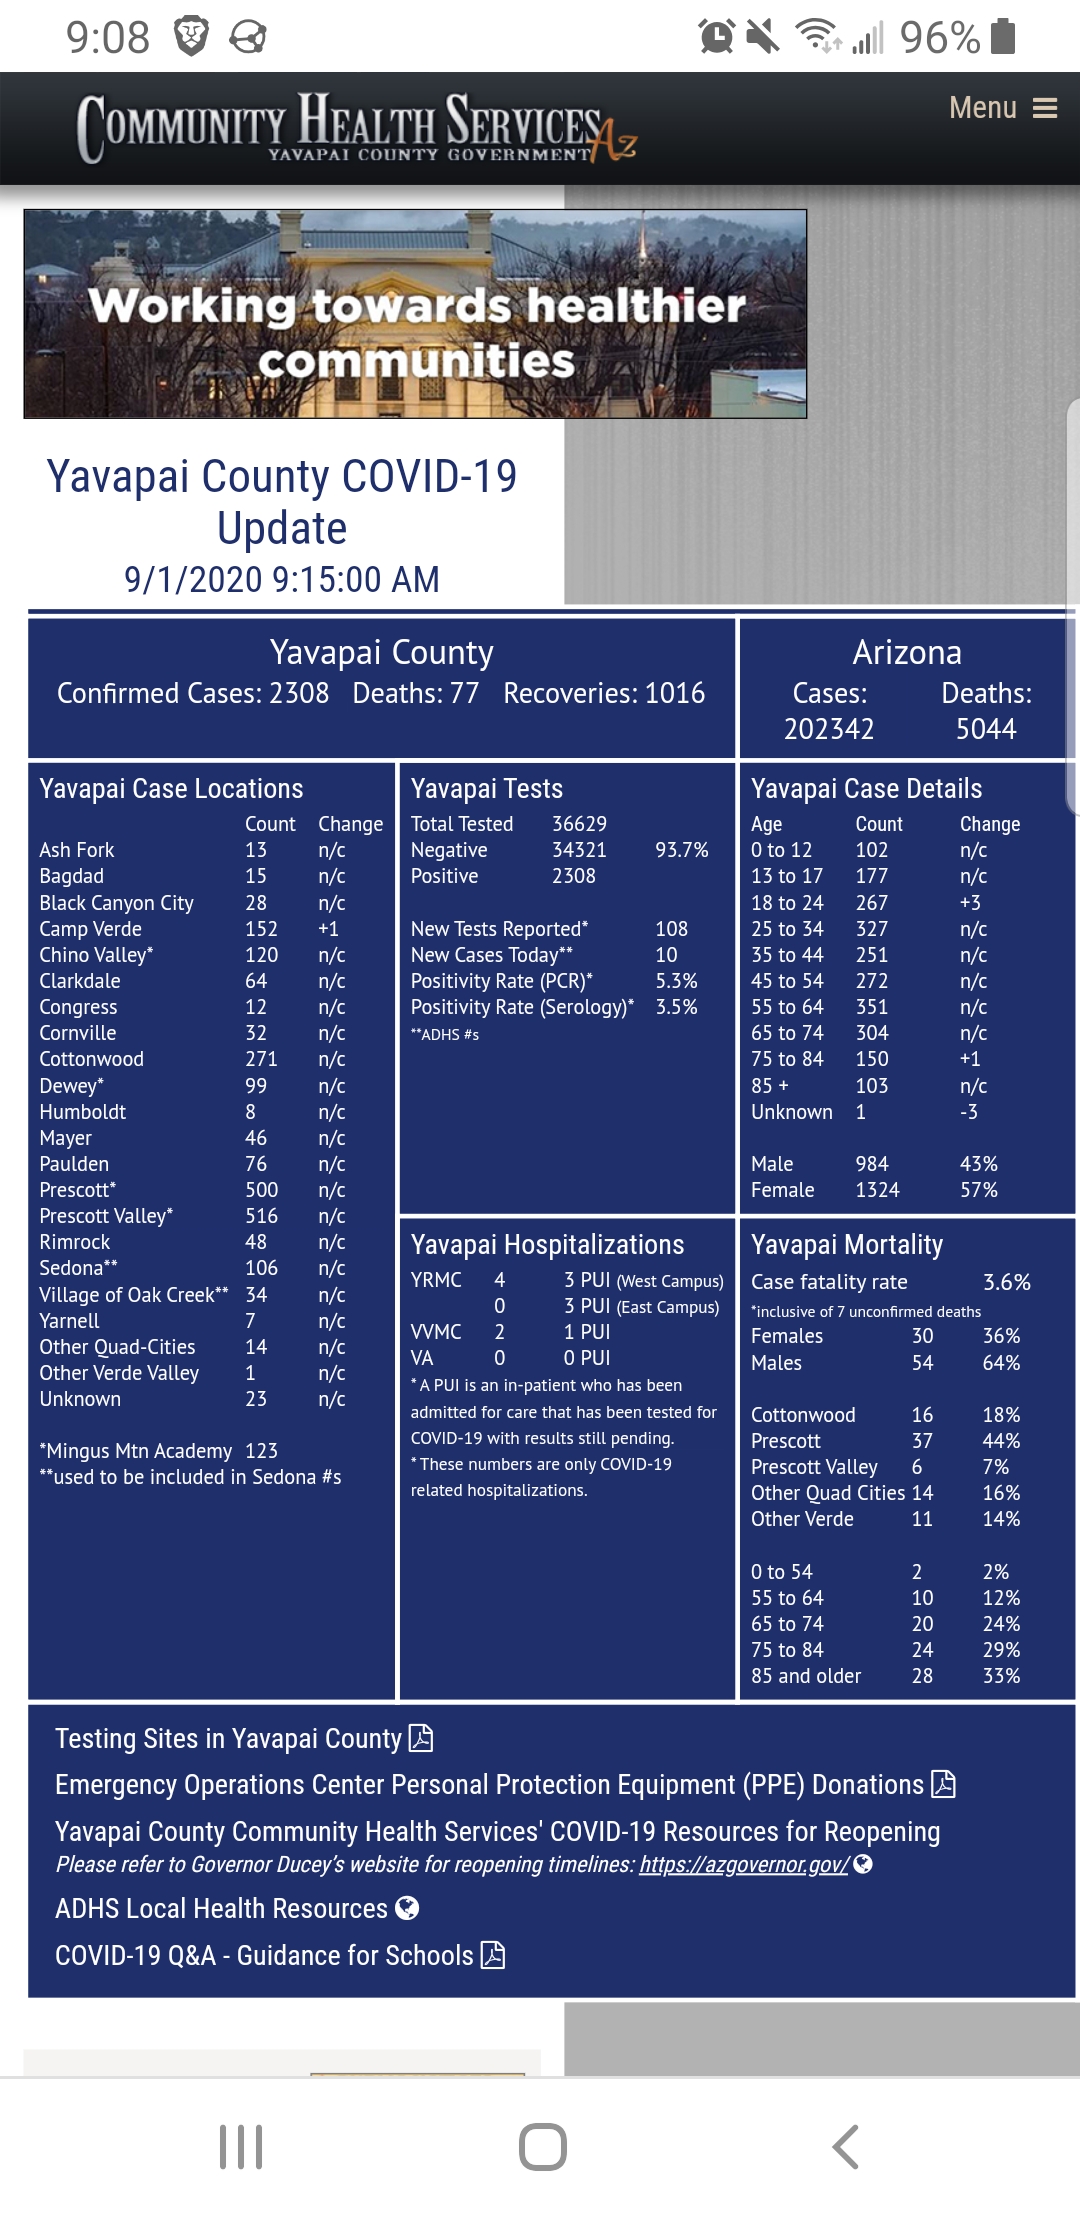 9:08 96%
COMMUNITY HEALTH SERVICES Az
YAVAPAI COUNTY GOVERNMENT
Menu
Working towards healthier
communities
Yavapai County COVID-19
Update
9/1/2020 9:15:00 AM
Yavapai County
Confirmed Cases: 2308 Deaths: 77 Recoveries: 1016
Arizona
Cases: Deaths:
202342 5044
Yavapai Case Locations
Count Change
Ash Fork 13 n/c
Bagdad 15 n/c
Black Canyon City 28 n/c
Camp Verde 152 +1
Chino Valley* 120 n/c
Clarkdale 64 n/c
Congress 12 n/c
Cornville 32 n/c
Cottonwood 271 n/c
Dewey* 99 n/c
Humboldt 8 n/c
Mayer 46 n/c
Paulden 76 n/c
Prescott* 500 n/c
Prescott Valley* 516 n/c
Rimrock 48 n/c
Sedona** 106 n/c
Village of Oak Creek** 34 n/c
Yarnell 7 n/c
Other Quad-Cities 14 n/c
Other Verde Valley 1 n/c
Unknown 23 n/c
*Mingus Mtn Academy 123
**used to be included in Sedona #s
Yavapai Tests
Total Tested 36629
Negative 34321 93.7%
Positive 2308
New Tests Reported* 108
New Cases Today** 10
Positivity Rate (PCR)* 5.3%
Positivity Rate (Serology)* 3.5%
**ADHS #s
Yavapai Case Details
Age Count Change
0 to 12 102 n/c
13 to 17 177 n/c
18 to 24 267 +3
25 to 34 327 n/c
35 to 44 251 n/c
45 to 54 272 n/c
55 to 64 351 n/c
65 to 74 304 n/c
75 to 84 150 +1
85 + 103 n/c
Unknown 1 -3
Male 984 43%
Female 1324 57%
Yavapai Hospitalizations
YRMC 4 3 PUI (West Campus)
0 3 PUI (East Campus)
VVMC 2 1 PUI
VA 0 0 PUI
* A PUI is an in-patient who has been
admitted for care that has been tested for
COVID-19 with results still pending.
* These numbers are only COVID-19
related hospitalizations.
Yavapai Mortality
Case fatality rate 3.6%
*inclusive of 7 unconfirmed deaths
Females 30 36%
Males 54 64%
Cottonwood 16 18%
Prescott 37 44%
Prescott Valley 6 7%
Other Quad Cities 14 16%
Other Verde 11 14%
0 to 54 2 2%
55 to 64 10 12%
65 to 74 20 24%
75 to 84 24 29%
85 and older 28 33%
Testing Sites in Yavapai County
Emergency Operations Center Personal Protection Equipment (PPE) Donations
Yavapai County Community Health Services' COVID-19 Resources for Reopening
Please refer to Governor Ducey's website for reopening timelines: https://azgovernor.gov/
ADHS Local Health Resources
COVID-19 Q&A - Guidance for Schools